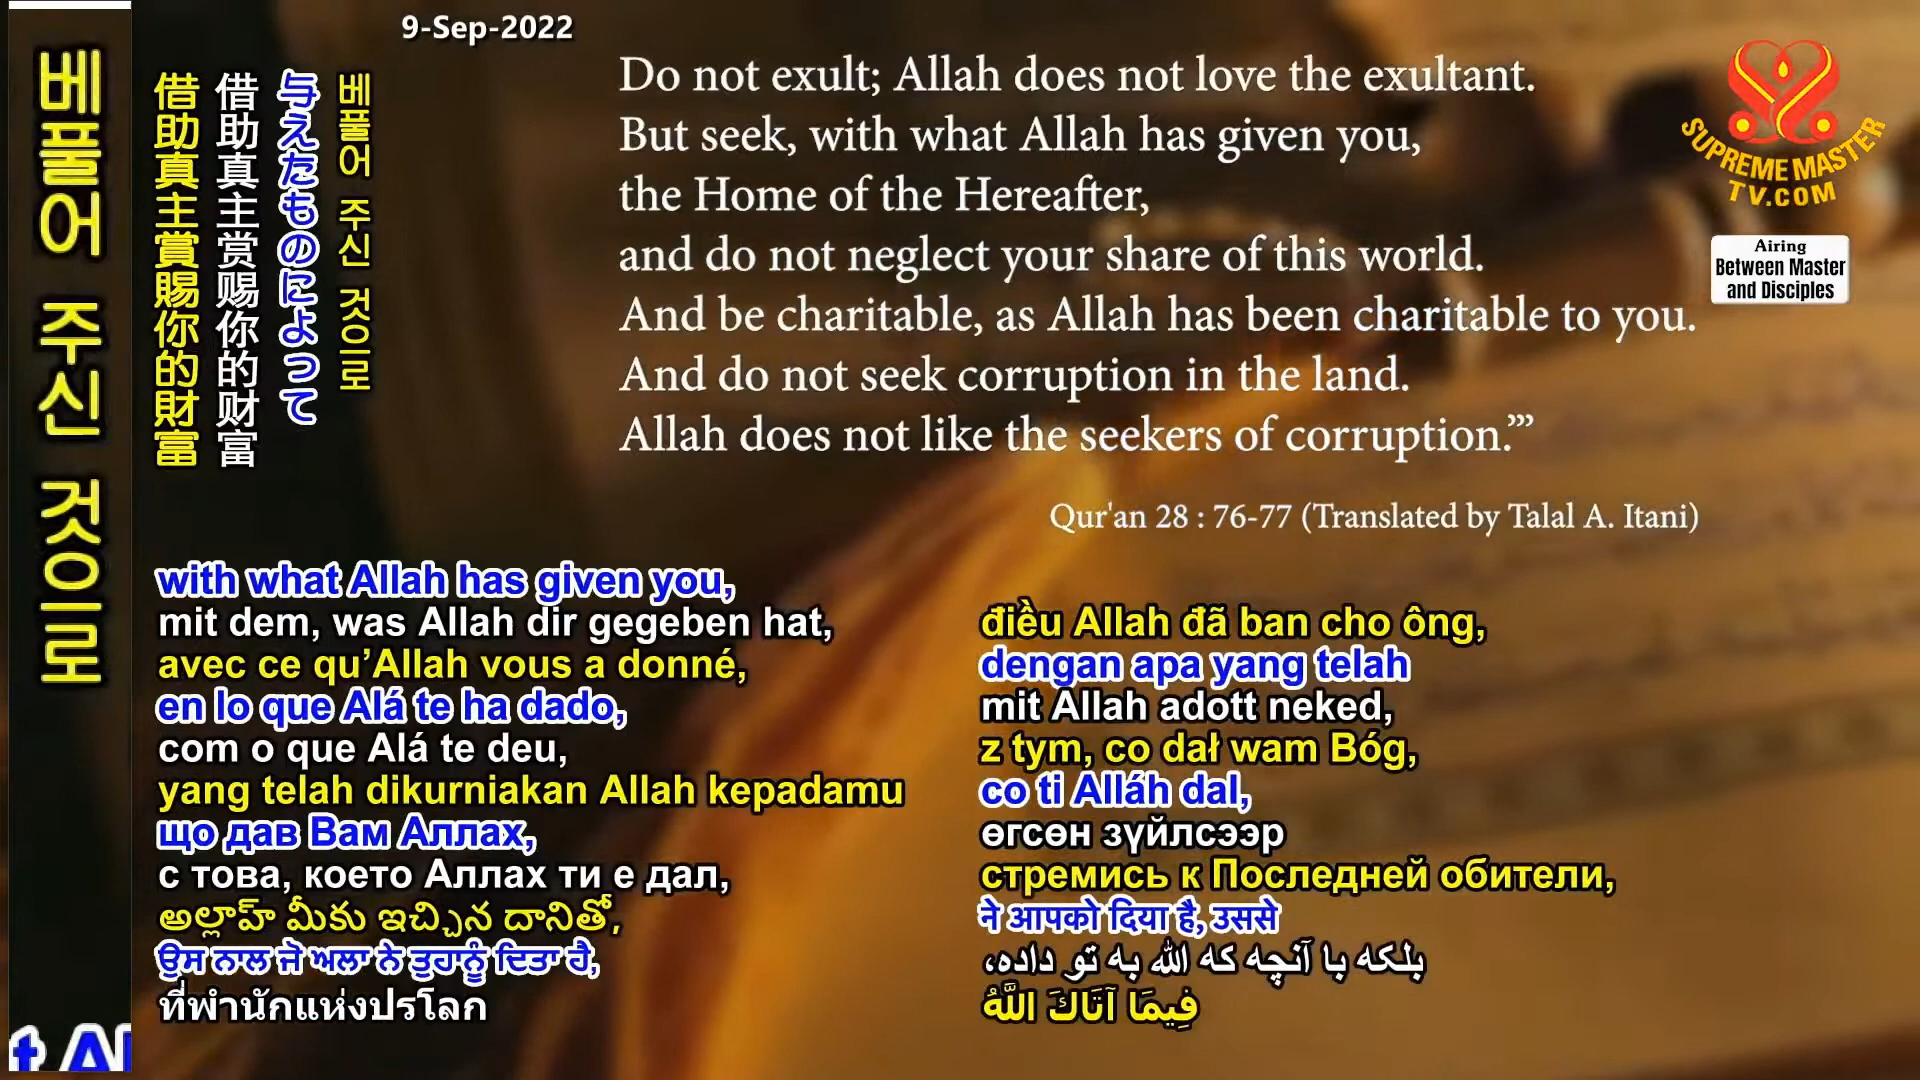 베풀어 주신 것으로
t Al
9-Sep-2022
베풀어 주신 것으로
与えたものによって
借助真主赏赐你的财富
借助真主賞賜你的財富
Do not exult; Allah does not love the exultant.
But seek, with what Allah has given you,
the Home of the Hereafter,
and do not neglect your share of this world.
And be charitable, as Allah has been charitable to you.
And do not seek corruption in the land.
Allah does not like the seekers of corruption.”’
Qur'an 28 : 76-77 (Translated by Talal A. Itani)
SUPREME MASTER
TV.COM
Airing
Between Master
and Disciples
with what Allah has given you,
mit dem, was Allah dir gegeben hat,
avec ce qu’Allah vous a donné,
en lo que Alá te ha dado,
com o que Alá te deu,
yang telah dikurniakan Allah kepadamu
що дав Вам Аллах,
с това, което Аллах ти е дал,
అల్లాహ్ మీకు ఇచ్చిన దానితో,
ਉਸ ਨਾਲ ਜੋ ਅਲਾ ਨੇ ਤੁਹਾਨੂੰ ਦਿਤਾ ਹੈ,
ที่พำนักแห่งปรโลก
điều Allah đã ban cho ông,
dengan apa yang telah
mit Allah adott neked,
z tym, co dał wam Bóg,
co ti Alláh dal,
өгсөн зүйлсээр
стремись к Последней обители,
ने आपको दिया है, उससे
بلکه با آنچه که الله به تو داده،
فِيمَا آتَاكَ اللَّهُ